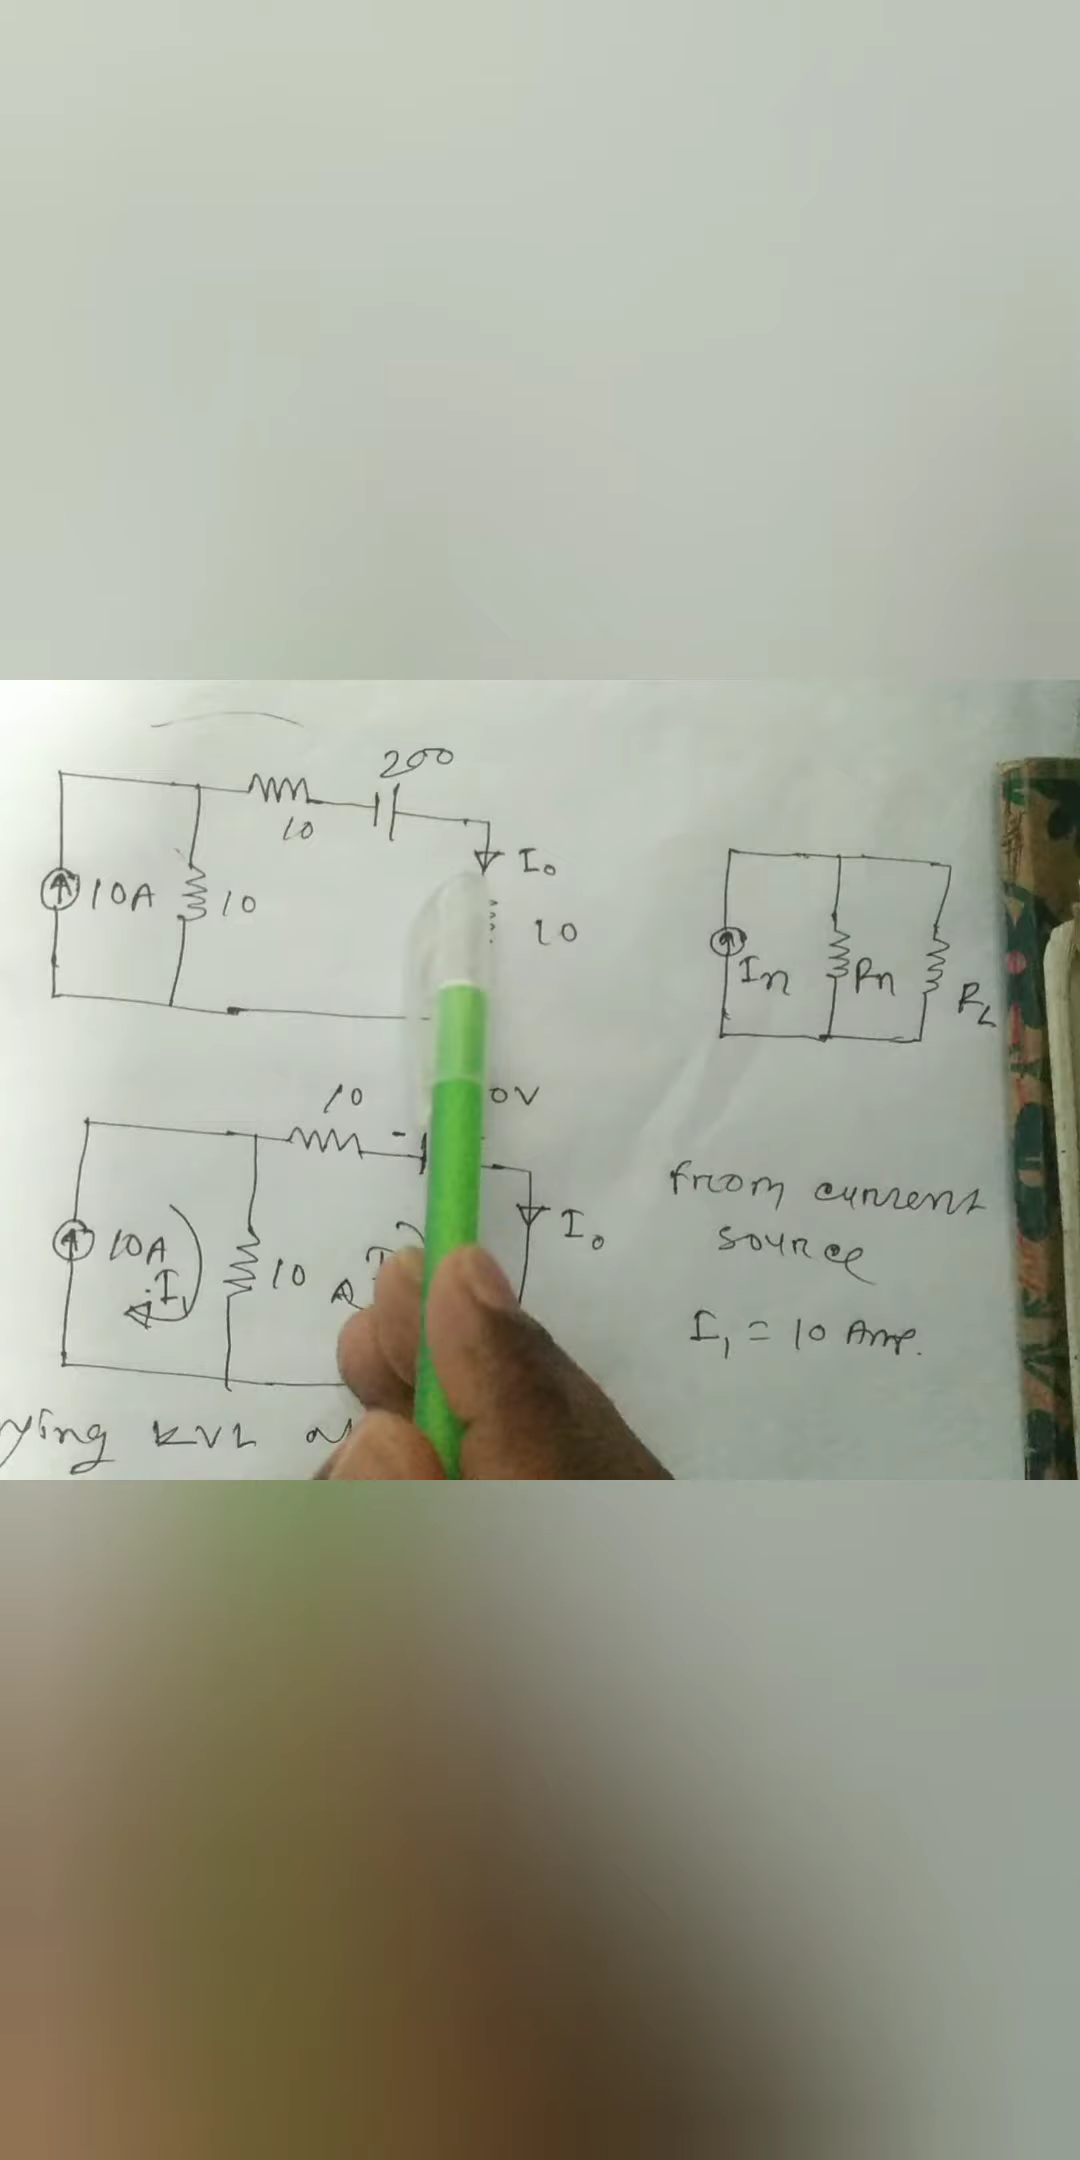 200
10
I₀
10A
10
10
In
Rn
RL
10
0V
I₀
10A
I₁
10
from current
source
I₁ = 10 Amp.
ying KVL